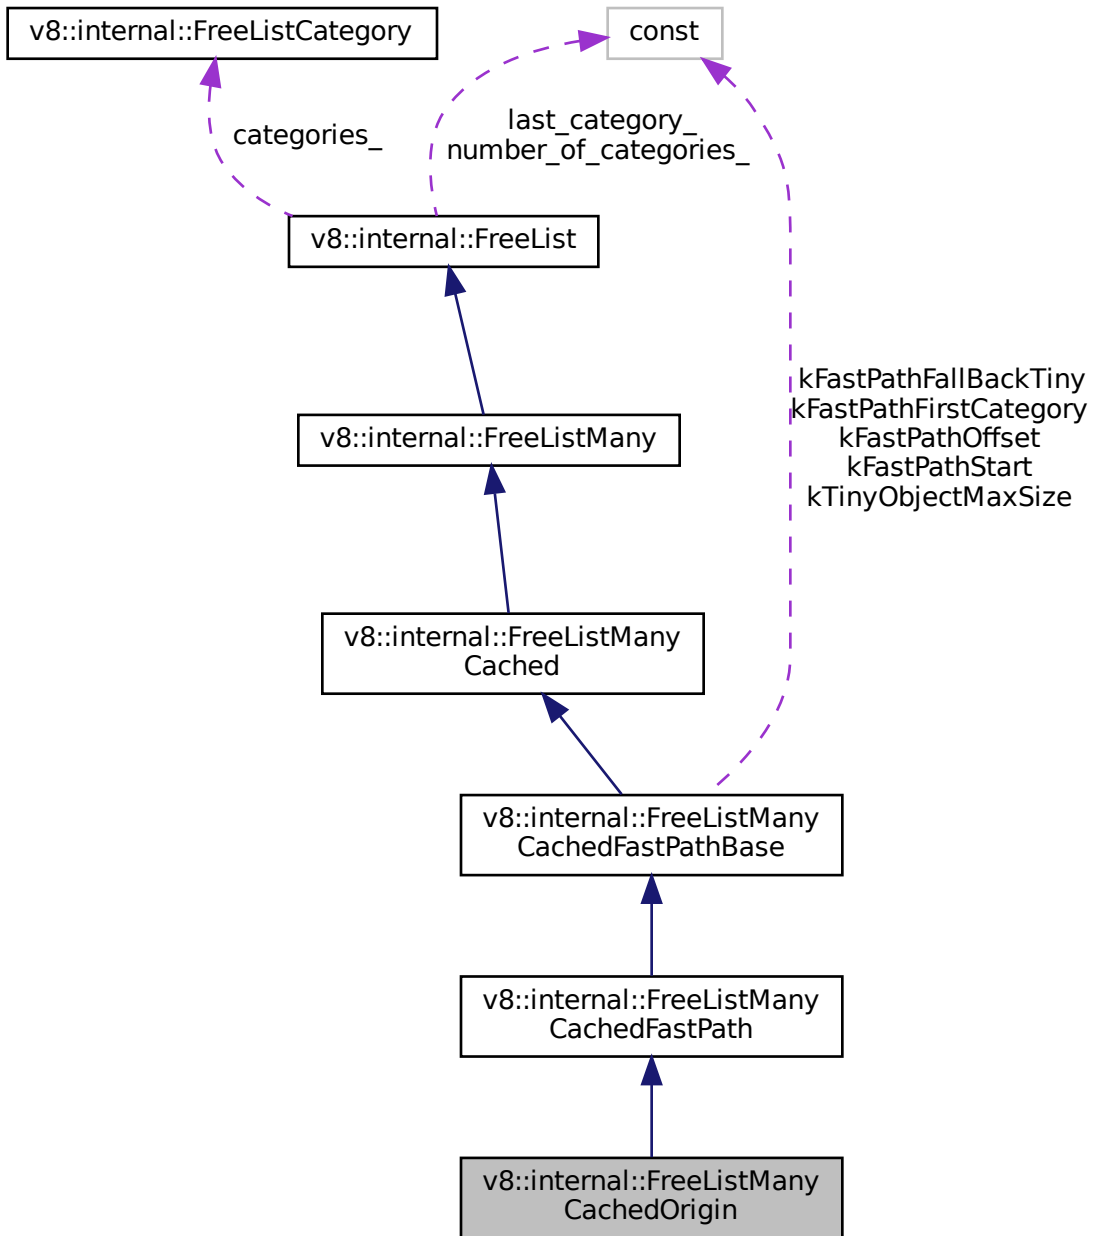 v8::internal::FreeListCategory
const
last_category_
number_of_categories_
categories_
v8::internal::FreeList
kFastPathFallBackTiny
kFastPathFirstCategory
kFastPathOffset
kFastPathStart
kTinyObjectMaxSize
v8::internal::FreeListMany
v8::internal::FreeListMany
Cached
v8::internal::FreeListMany
CachedFastPathBase
v8::internal::FreeListMany
CachedFastPath
v8::internal::FreeListMany
CachedOrigin